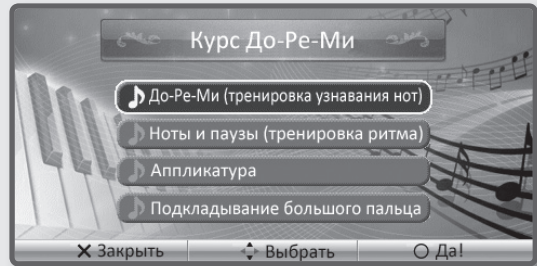 Курс До-Ре-Ми
До-Ре-Ми (тренировка узнавания нот)
Ноты и паузы (тренировка ритма)
Аппликатура
Подкладывание большого пальца
Закрыть Выбрать Да!